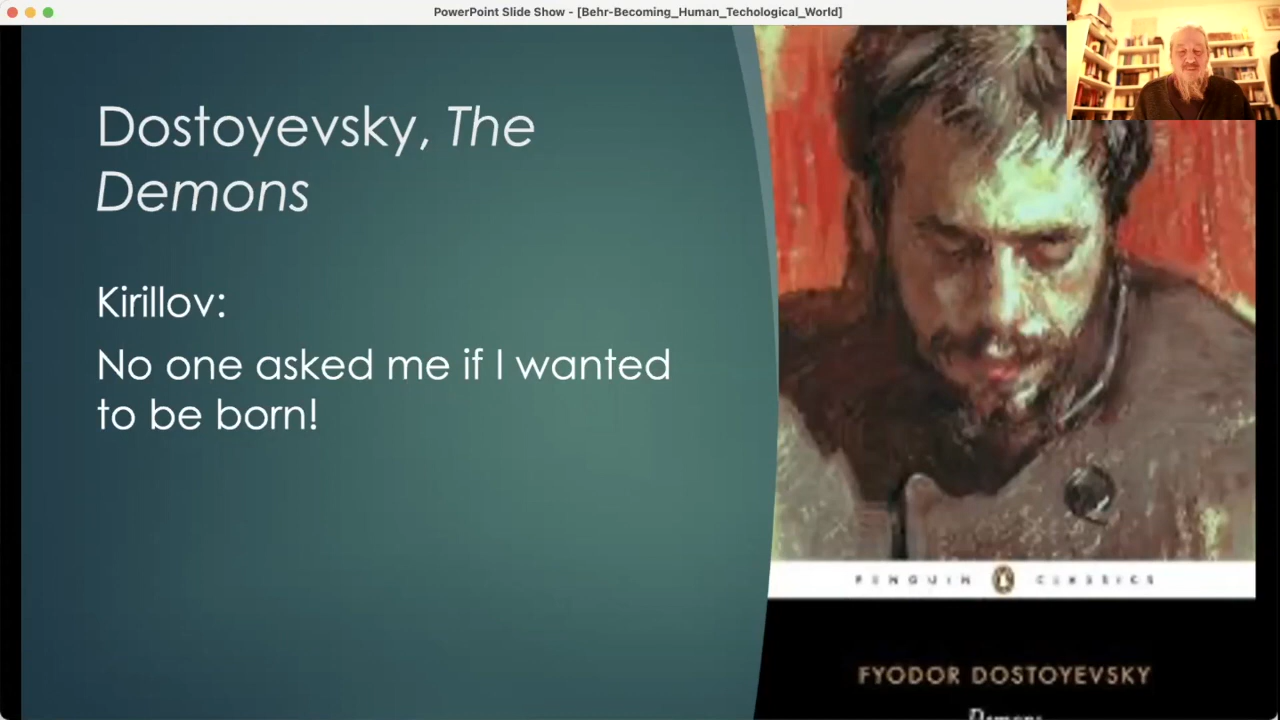 PowerPoint Slide Show - [Behr-Becoming_Human_Techological_World]
Dostoyevsky, The
Demons
Kirillov:
No one asked me if I wanted
to be born!
PENGUIN CLASSICS
FYODOR DOSTOYEVSKY
Demons